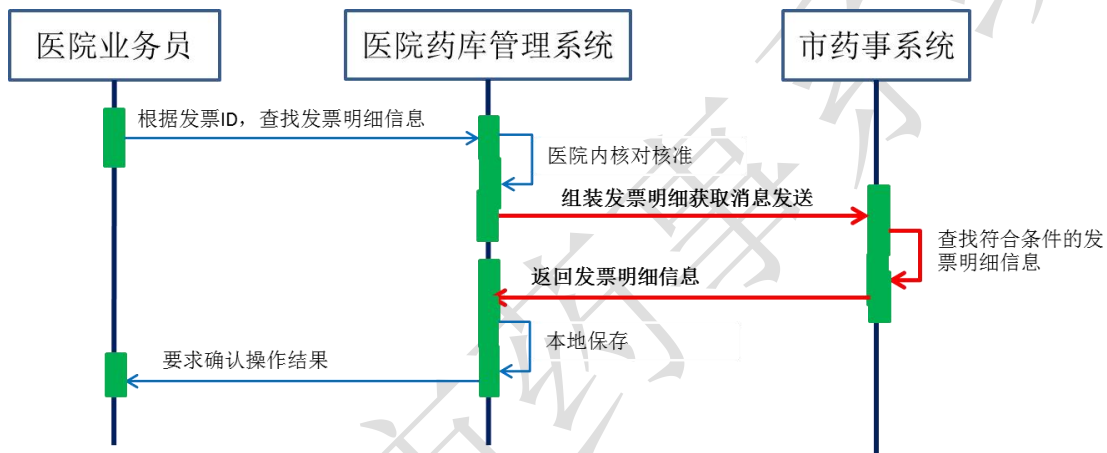 医院业务员
医院药库管理系统
市药事系统
根据发票ID，查找发票明细信息
医院内核对核准
组装发票明细获取消息发送
查找符合条件的发
票明细信息
返回发票明细信息
本地保存
要求确认操作结果